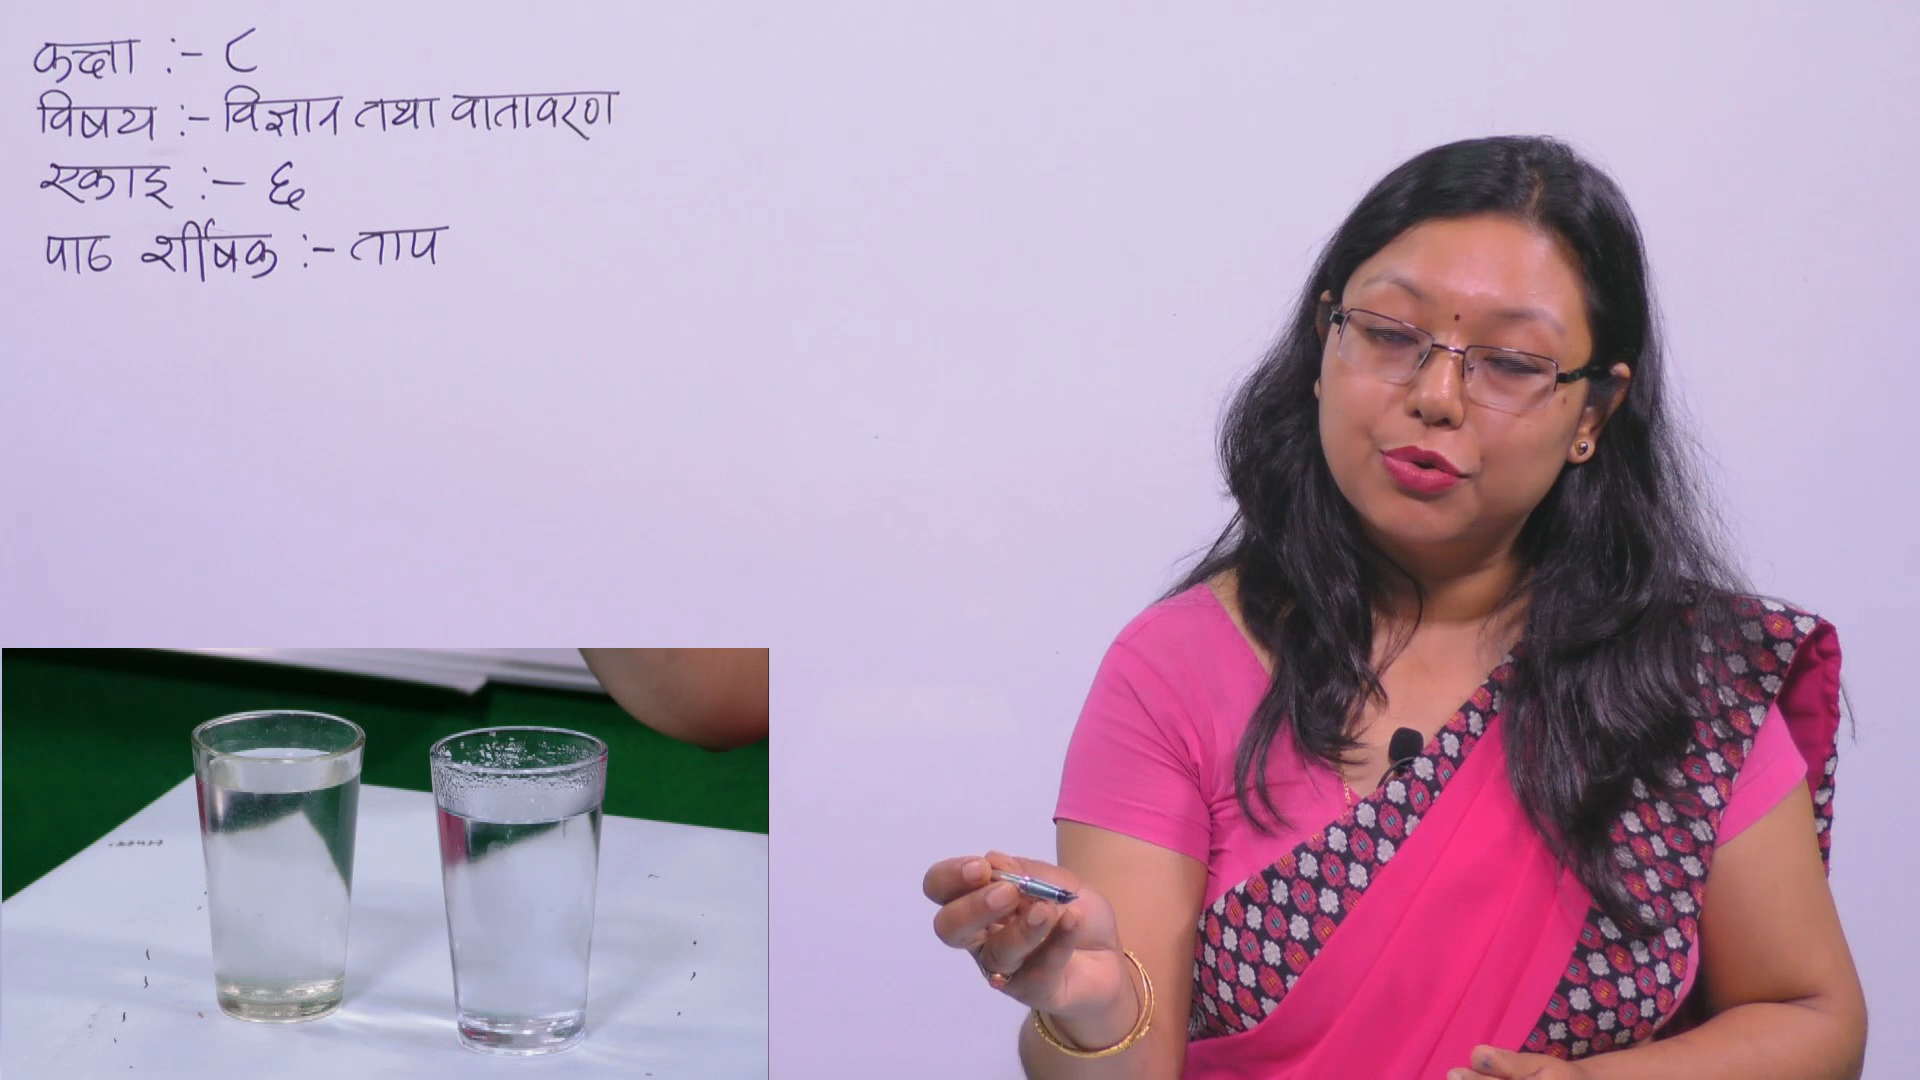 कक्षा :- ८
विषय :- विज्ञान तथा वातावरण
एकाइ :- ६
पाठ शीर्षक :- ताप